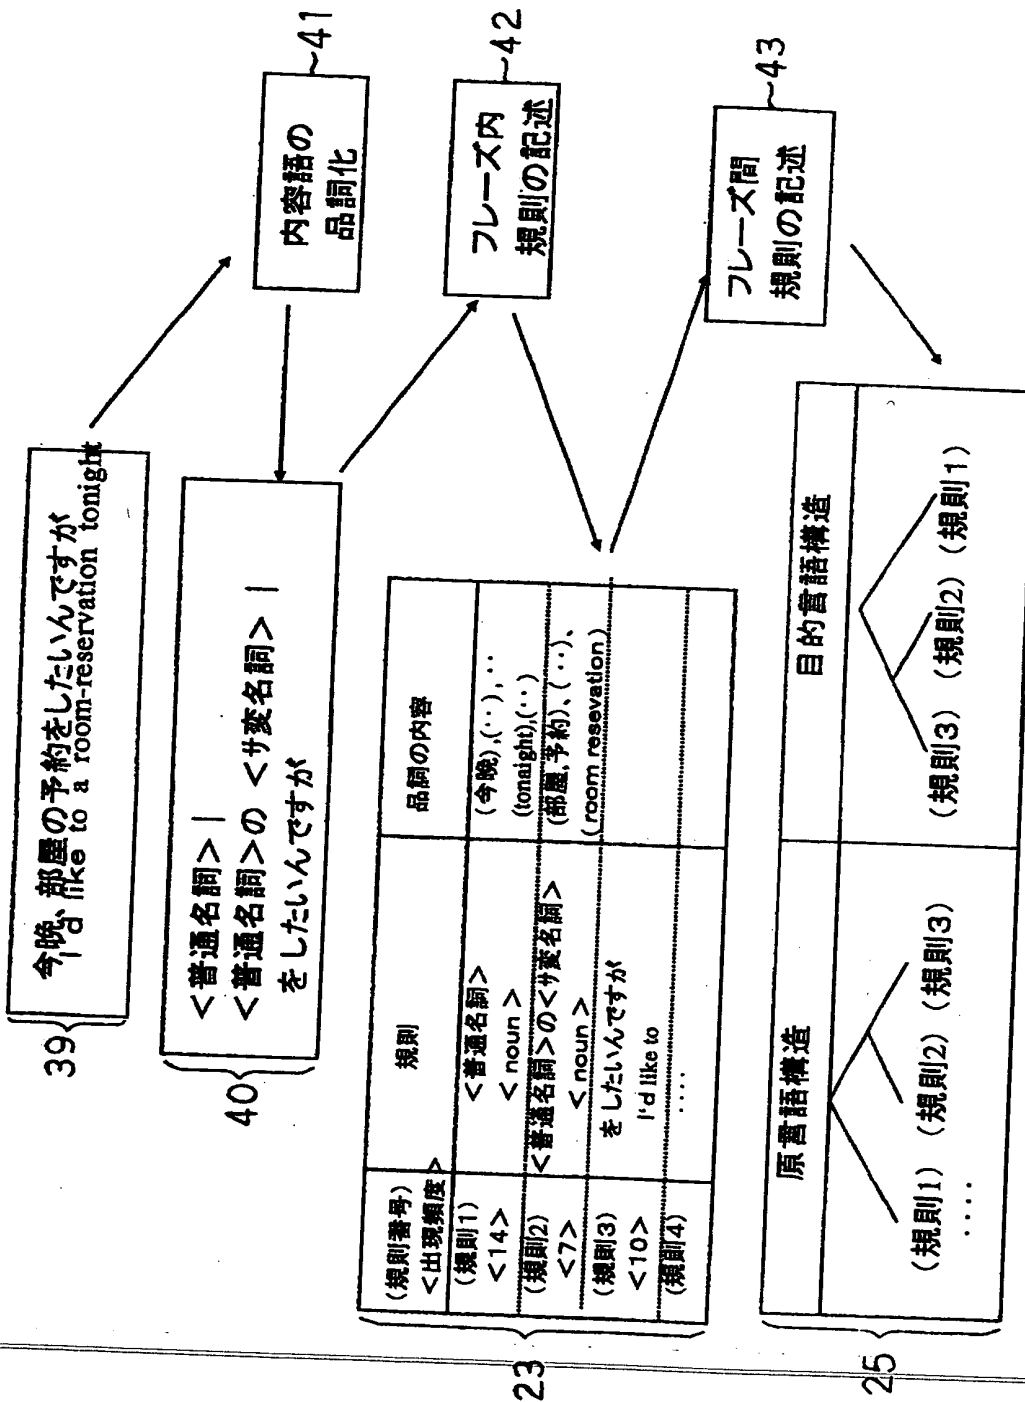 39
今晩、部屋の予約をしたいんですが
I'd like to a room-reservation tonight
内容語の
品詞化
~41
40
<普通名詞>|
<普通名詞>の <サ変名詞>|
をしたいんですが
フレーズ内
規則の記述
~42
23
(規則番号)
<出現頻度>
規則
品詞の内容
(規則1)
<14>
<普通名詞>
< noun >
(今晩),(‥),‥
(tonaight),(‥)
(規則2)
<7>
<普通名詞>の<サ変名詞>
< noun >
(部屋,予約)、(‥)、
(room resevation)
(規則3)
<10>
をしたいんですが
I'd like to
(規則4)
‥‥
フレーズ間
規則の記述
~43
25
原言語構造
目的言語構造
(規則1) (規則2) (規則3)
‥‥
(規則3) (規則2) (規則1)